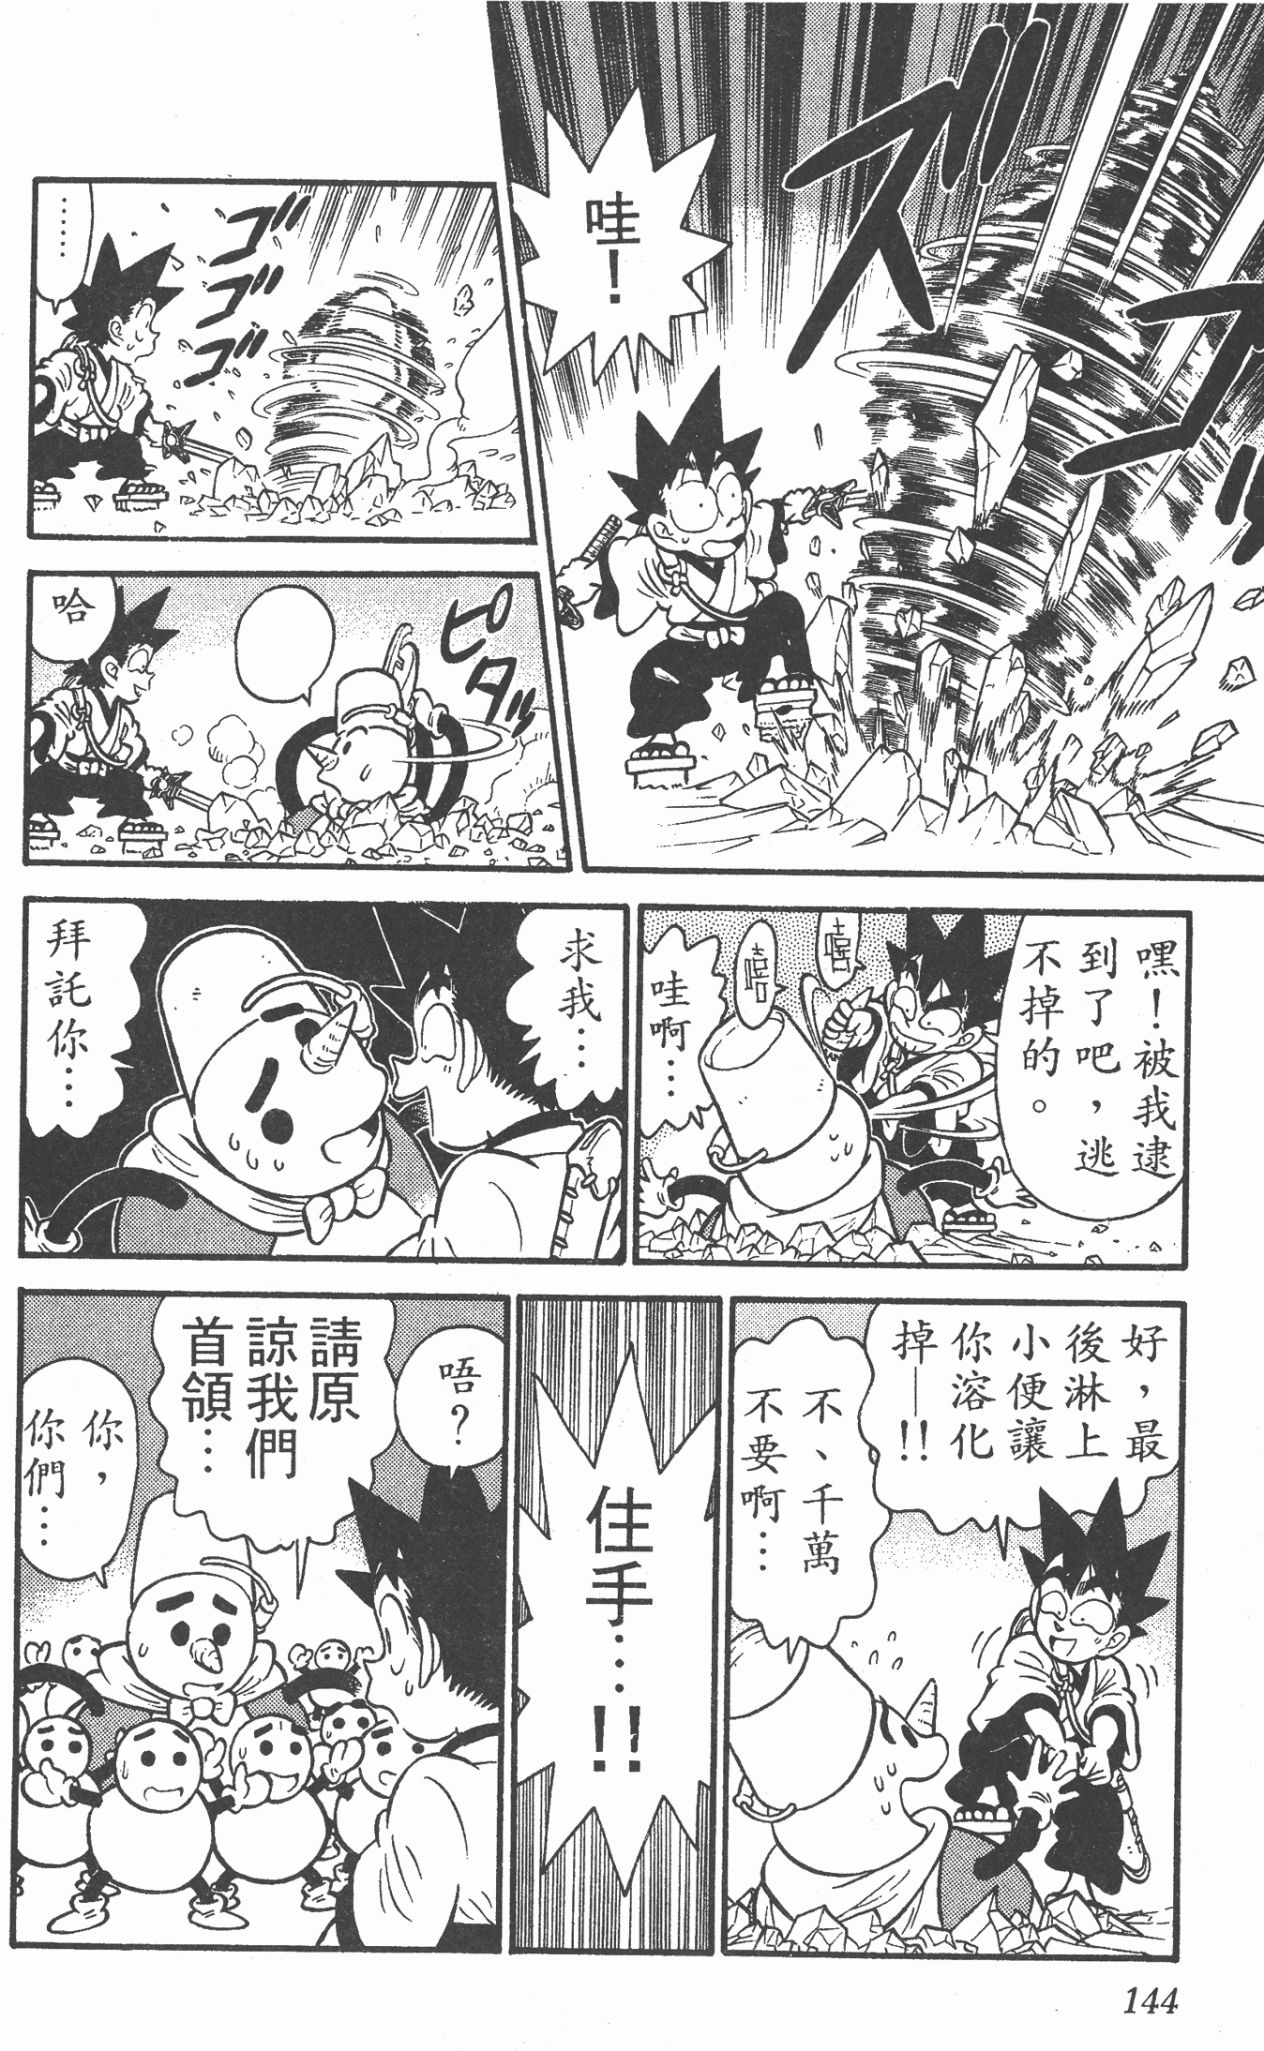 ズズズ
哇！
ゴゴゴ
……
ピタッ
哈
嘿！被我逮
到了吧，逃
不掉的。
嘻
嘻
哇啊…
求我…
拜託你…
好，最
後淋上
小便讓
你溶化
掉—!!
不、千萬
不要啊…
住手…!!
唔？
請原
諒我們
首領…
你，
你們…
144